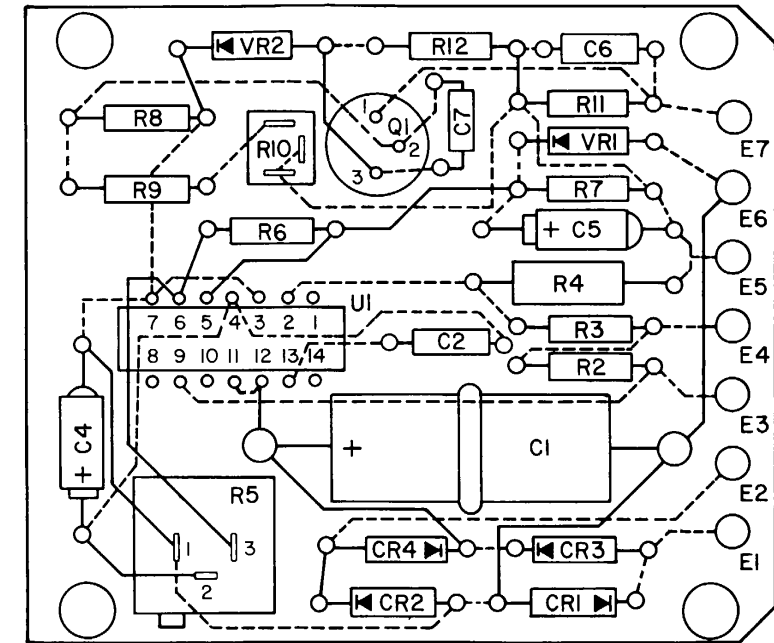 VR2 R12 C6
R8 1 Q1 2 3 C7 R11 E7
R10 VR1
R9 R7 E6
R6 + C5 E5
U1 R4
7 6 5 4 3 2 1 R3 E4
8 9 10 11 12 13 14 C2 R2 E3
C4 + + C1
R5 E2
1 3 CR4 CR3 E1
2 CR2 CR1